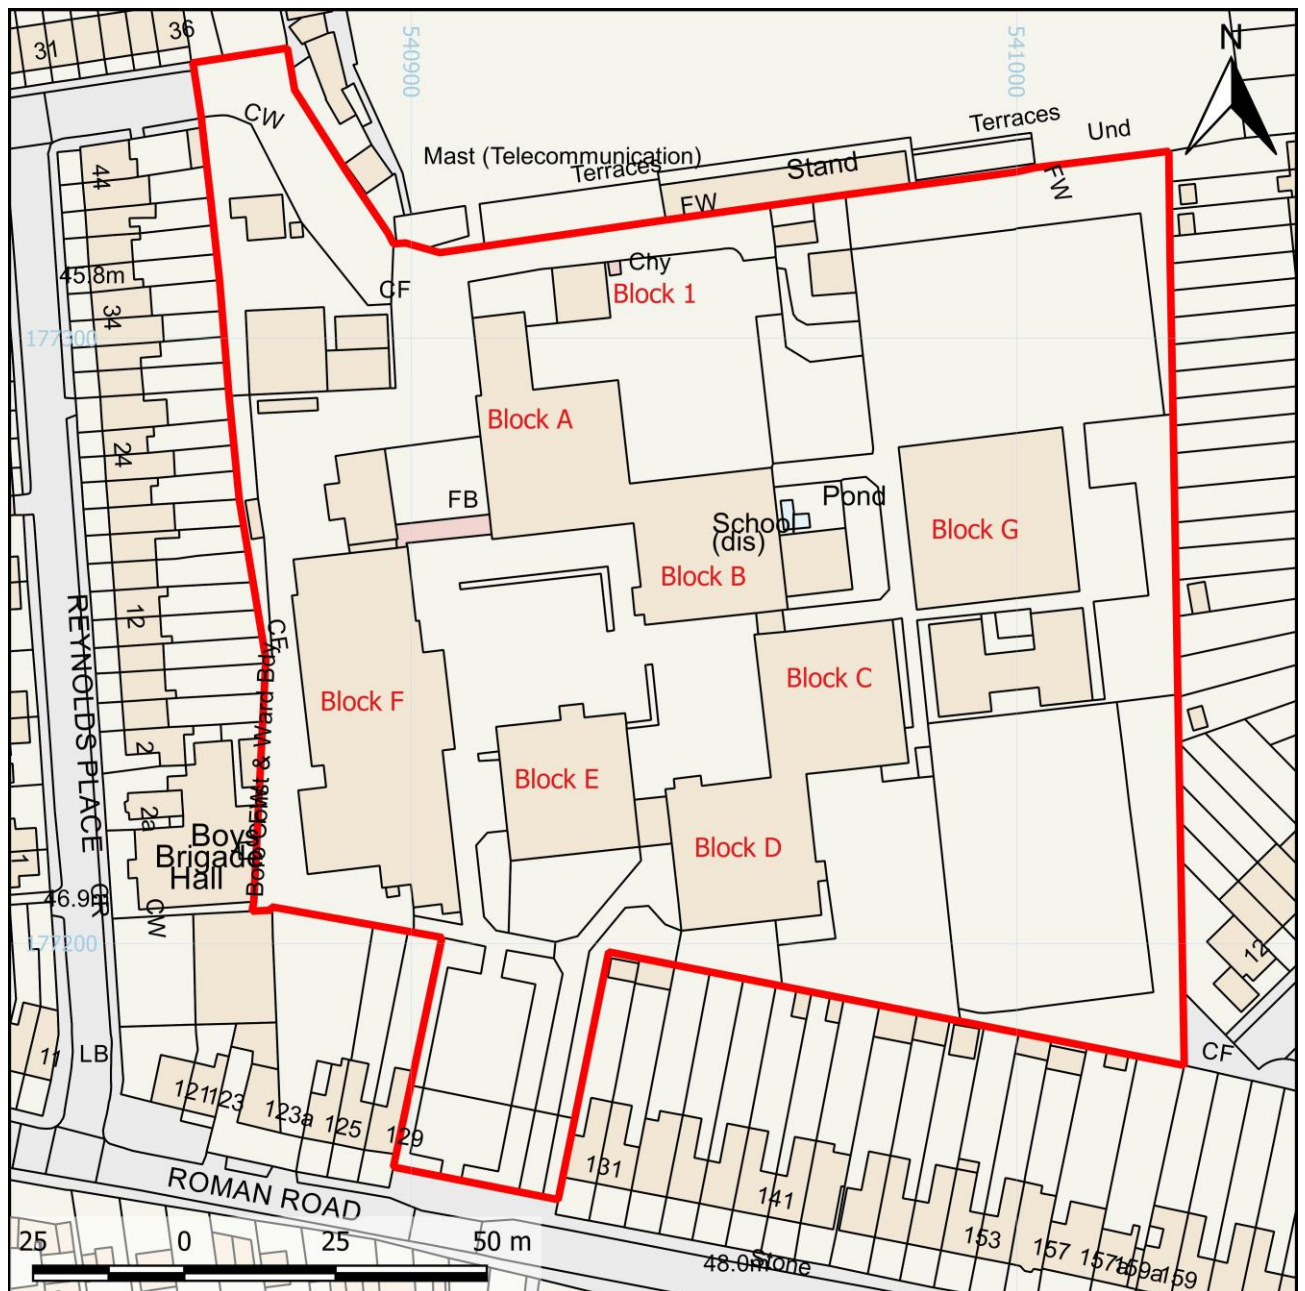 36
31
540900
541000
N
CW
Mast (Telecommunication)
Terraces
Stand
Terraces
Und
FW
FW
44
45.8m
CF
Chy
Block 1
34
177300
Block A
24
FB
Pond
School
(dis)
Block G
Block B
12
CF
REYNOLDS PLACE
Block C
Block F
2
Block E
2a
Boys
Brigade
Hall
Block D
1
46.9m
CW
177200
12
11
LB
CF
121
123
123a
125
129
131
141
153
157
157a
159a
159
ROMAN ROAD
25 0 25 50 m
48.0m
Stone